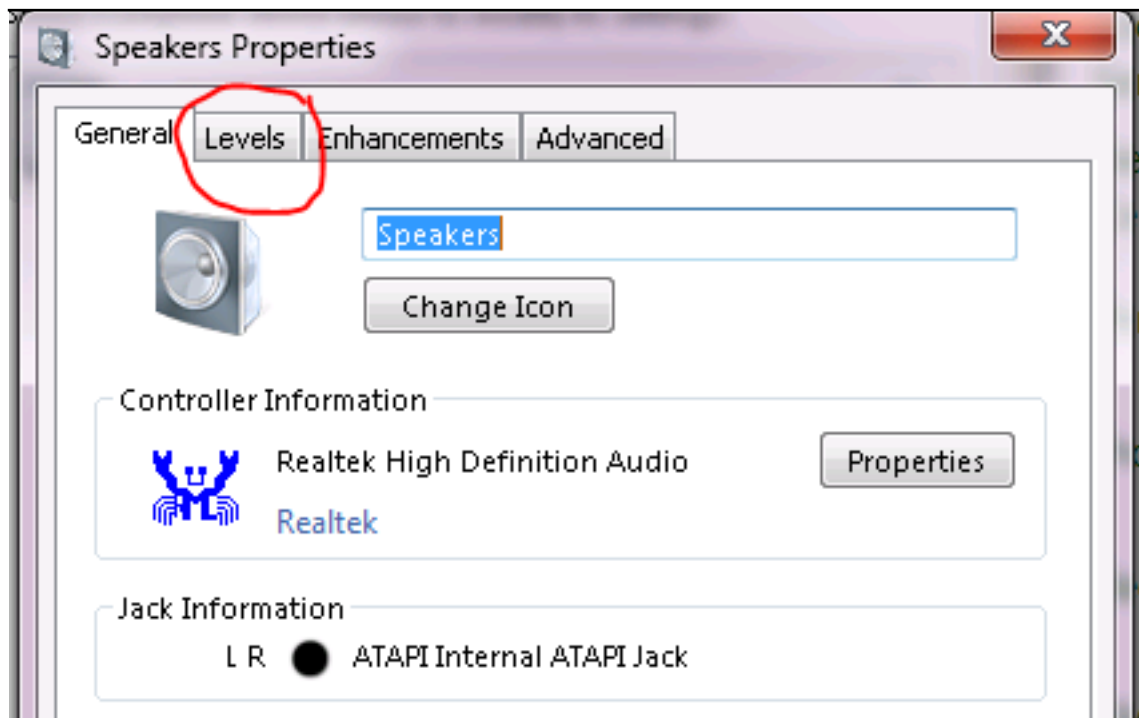 Speakers Properties
General Levels Enhancements Advanced
Speakers
Change Icon
Controller Information
Realtek High Definition Audio Properties
Realtek
Jack Information
L R ATAPI Internal ATAPI Jack